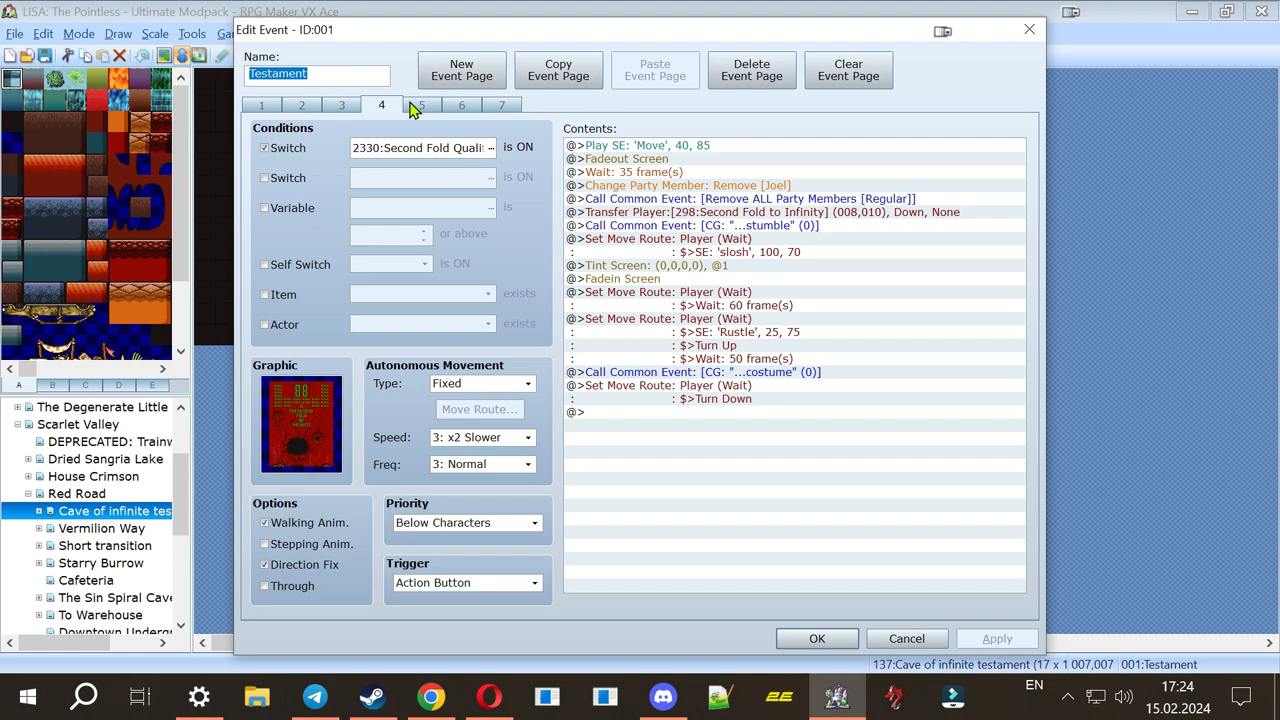 LISA: The Pointless - Ultimate Modpack - RPG Maker VX Ace
File Edit Mode Draw Scale Tools
Edit Event - ID:001
Name:
Testament
New Event Page
Copy Event Page
Paste Event Page
Delete Event Page
Clear Event Page
1 2 3 4 5 6 7
Conditions
Switch 2330:Second Fold Quali ... is ON
Switch ... is ON
Variable ... is
or above
Self Switch is ON
Item exists
Actor exists
Graphic
88
Autonomous Movement
Type: Fixed
Move Route...
Speed: 3: x2 Slower
Freq: 3: Normal
Options
Walking Anim.
Stepping Anim.
Direction Fix
Through
Priority
Below Characters
Trigger
Action Button
Contents:
@>Play SE: 'Move', 40, 85
@>Fadeout Screen
@>Wait: 35 frame(s)
@>Change Party Member: Remove [Joel]
@>Call Common Event: [Remove ALL Party Members [Regular]]
@>Transfer Player:[298:Second Fold to Infinity] (008,010), Down, None
@>Call Common Event: [CG: "...stumble" (0)]
@>Set Move Route: Player (Wait)
: : $>SE: 'slosh', 100, 70
@>Tint Screen: (0,0,0,0), @1
@>Fadein Screen
@>Set Move Route: Player (Wait)
: : $>Wait: 60 frame(s)
@>Set Move Route: Player (Wait)
: : $>SE: 'Rustle', 25, 75
: : $>Turn Up
: : $>Wait: 50 frame(s)
@>Call Common Event: [CG: "...costume" (0)]
@>Set Move Route: Player (Wait)
: : $>Turn Down
@>
OK Cancel Apply
A B C D E
The Degenerate Little
Scarlet Valley
DEPRECATED: Trainw
Dried Sangria Lake
House Crimson
Red Road
Cave of infinite tes
Vermilion Way
Short transition
Starry Burrow
Cafeteria
The Sin Spiral Cave
To Warehouse
Downtown Undergr
137:Cave of infinite testament (17 x 1 007,007 001:Testament
EN
17:24
15.02.2024